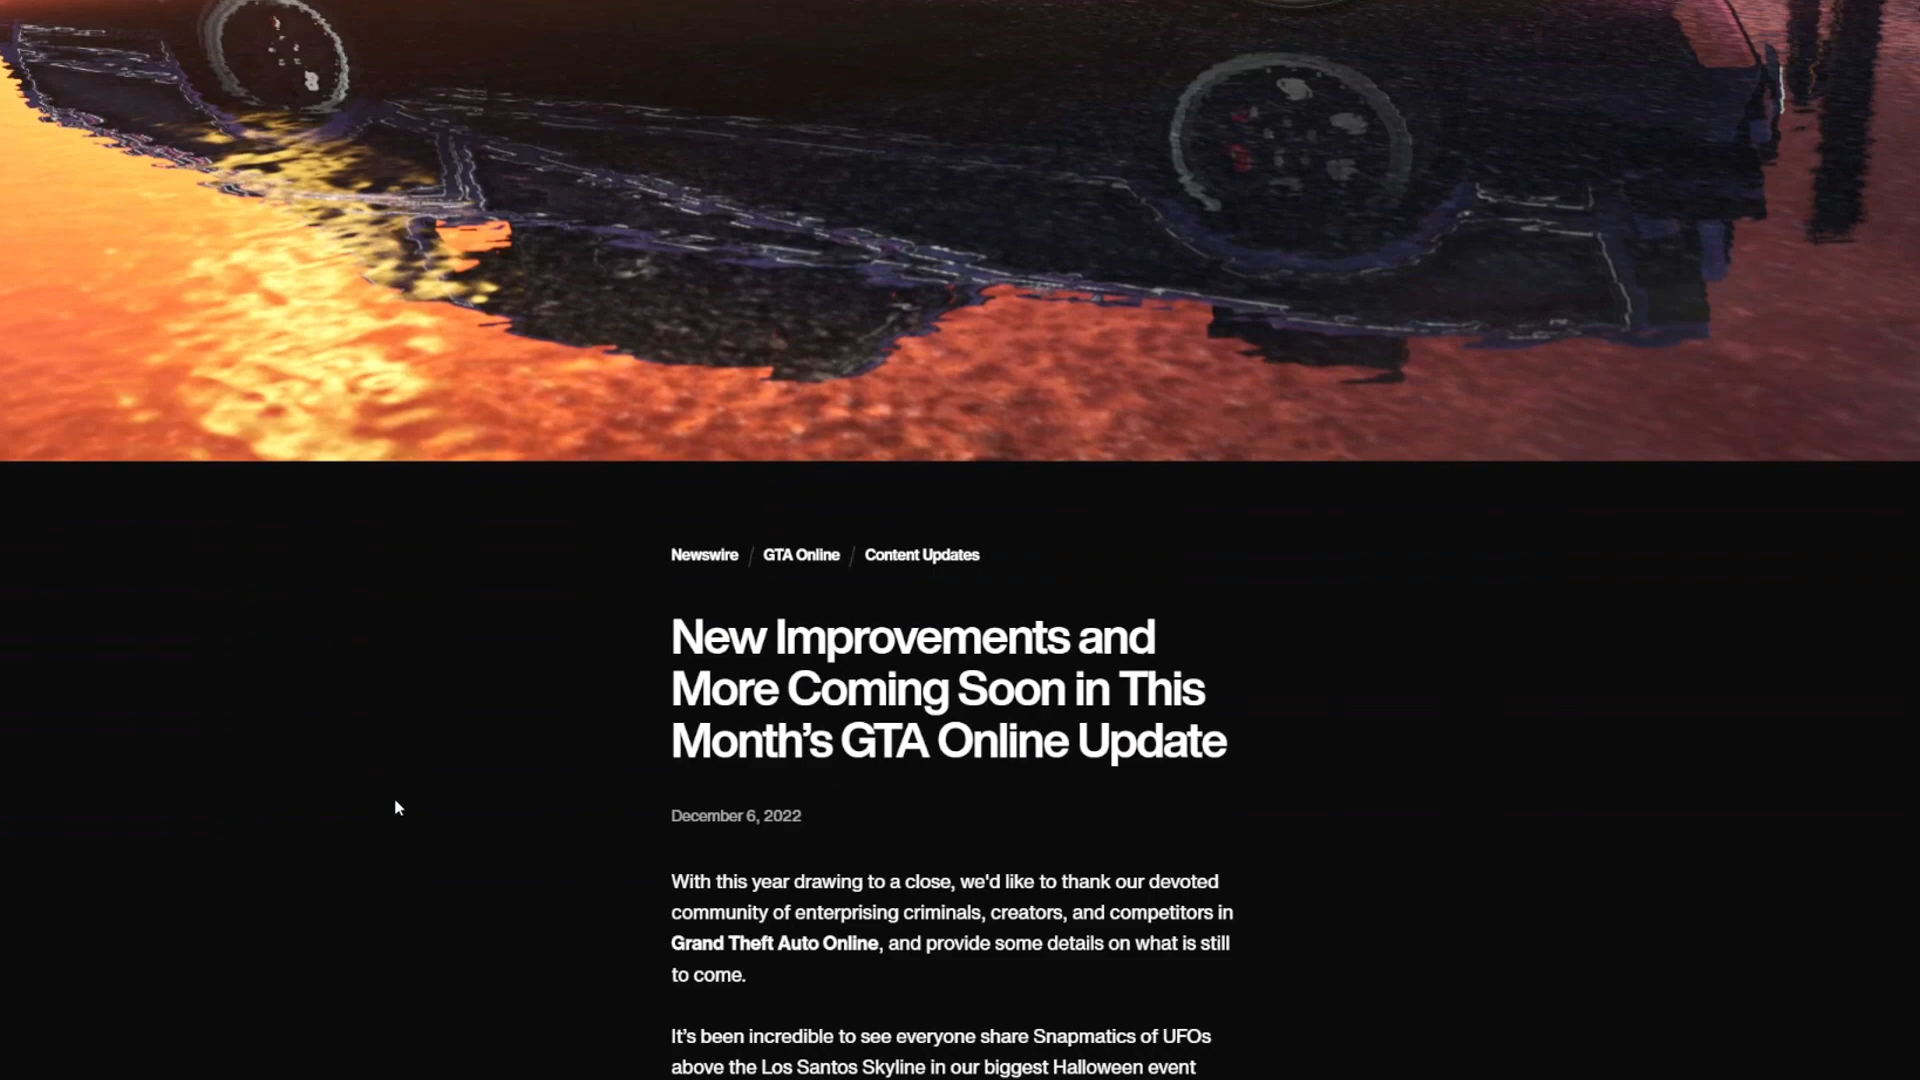 Newswire / GTA Online / Content Updates
New Improvements and
More Coming Soon in This
Month’s GTA Online Update
December 6, 2022
With this year drawing to a close, we'd like to thank our devoted
community of enterprising criminals, creators, and competitors in
Grand Theft Auto Online, and provide some details on what is still
to come.
It’s been incredible to see everyone share Snapmatics of UFOs
above the Los Santos Skyline in our biggest Halloween event